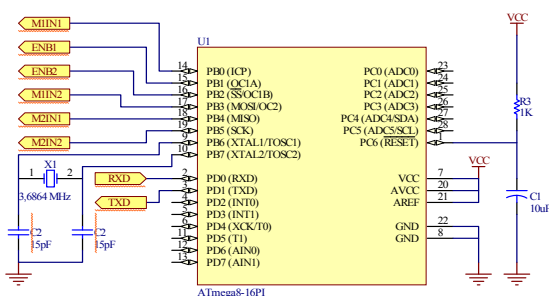 VCC
U1
M1IN1
ENB1
ENB2
M1IN2
M2IN1
M2IN2
14 PB0 (ICP)
15 PB1 (OC1A)
16 PB2 (SS/OC1B)
17 PB3 (MOSI/OC2)
18 PB4 (MISO)
19 PB5 (SCK)
9 PB6 (XTAL1/TOSC1)
10 PB7 (XTAL2/TOSC2)
RXD 2 PD0 (RXD)
TXD 3 PD1 (TXD)
4 PD2 (INT0)
5 PD3 (INT1)
6 PD4 (XCK/T0)
11 PD5 (T1)
12 PD6 (AIN0)
13 PD7 (AIN1)
PC0 (ADC0) 23
PC1 (ADC1) 24
PC2 (ADC2) 25
PC3 (ADC3) 26
PC4 (ADC4/SDA) 27
PC5 (ADC5/SCL) 28
PC6 (RESET) 1
VCC 7
AVCC 20
AREF 21
GND 22
GND 8
VCC
R3
1K
C1
10uF
1 X1 2
3,6864 MHz
C2
15pF
C2
15pF
ATmega8-16PI